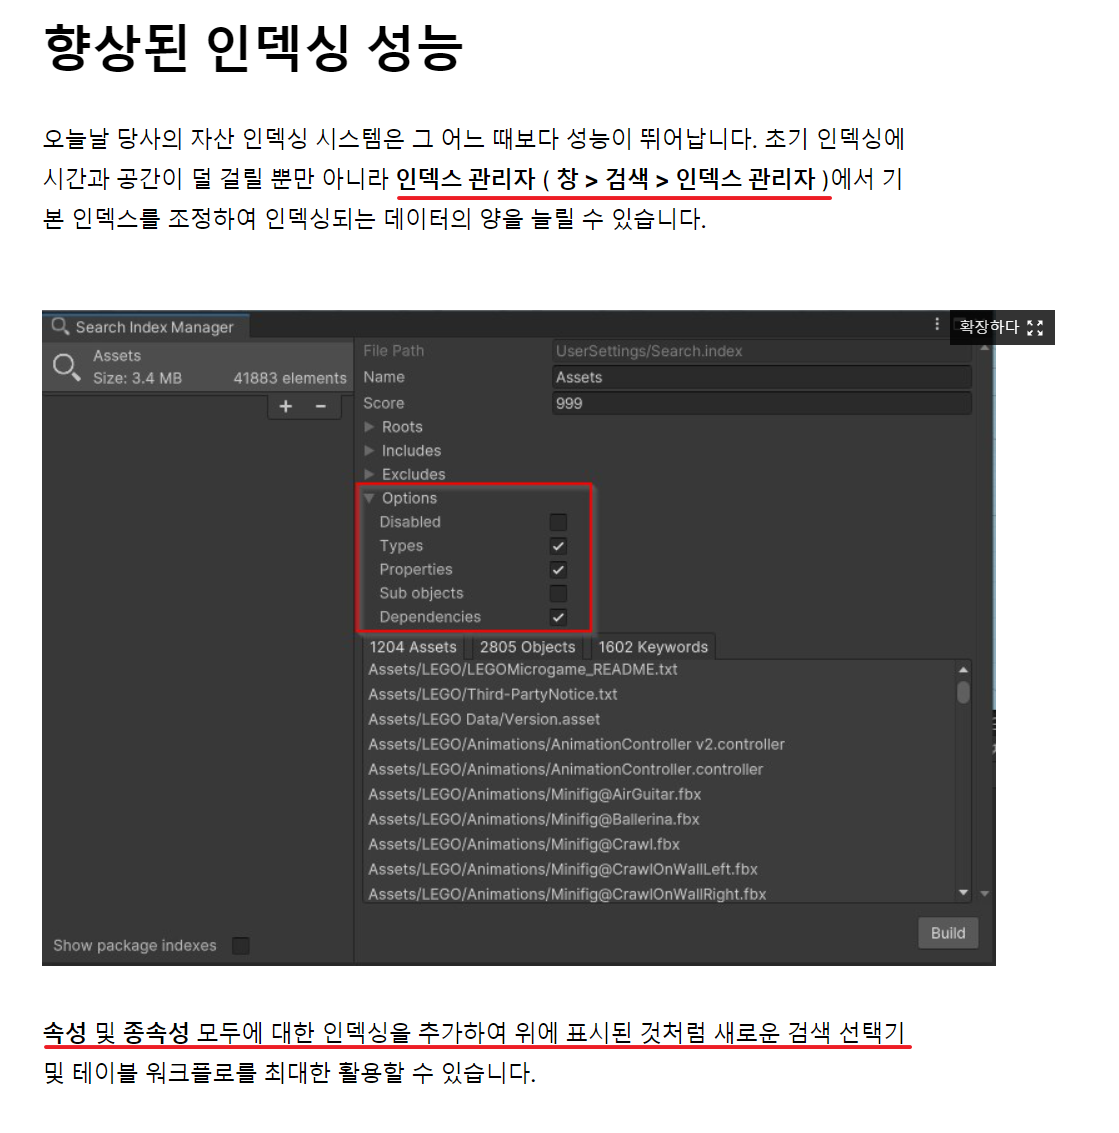 향상된 인덱싱 성능
오늘날 당사의 자산 인덱싱 시스템은 그 어느 때보다 성능이 뛰어납니다. 초기 인덱싱에
시간과 공간이 덜 걸릴 뿐만 아니라 인덱스 관리자 ( 창 > 검색 > 인덱스 관리자 )에서 기
본 인덱스를 조정하여 인덱싱되는 데이터의 양을 늘릴 수 있습니다.
Search Index Manager
확장하다
Assets
Size: 3.4 MB 41883 elements
+ −
File Path UserSettings/Search.index
Name Assets
Score 999
Roots
Includes
Excludes
Options
Disabled
Types
Properties
Sub objects
Dependencies
1204 Assets 2805 Objects 1602 Keywords
Assets/LEGO/LEGOMicrogame_README.txt
Assets/LEGO/Third-PartyNotice.txt
Assets/LEGO Data/Version.asset
Assets/LEGO/Animations/AnimationController v2.controller
Assets/LEGO/Animations/AnimationController.controller
Assets/LEGO/Animations/Minifig@AirGuitar.fbx
Assets/LEGO/Animations/Minifig@Ballerina.fbx
Assets/LEGO/Animations/Minifig@Crawl.fbx
Assets/LEGO/Animations/Minifig@CrawlOnWallLeft.fbx
Assets/LEGO/Animations/Minifig@CrawlOnWallRight.fbx
Show package indexes
Build
속성 및 종속성 모두에 대한 인덱싱을 추가하여 위에 표시된 것처럼 새로운 검색 선택기
및 테이블 워크플로를 최대한 활용할 수 있습니다.